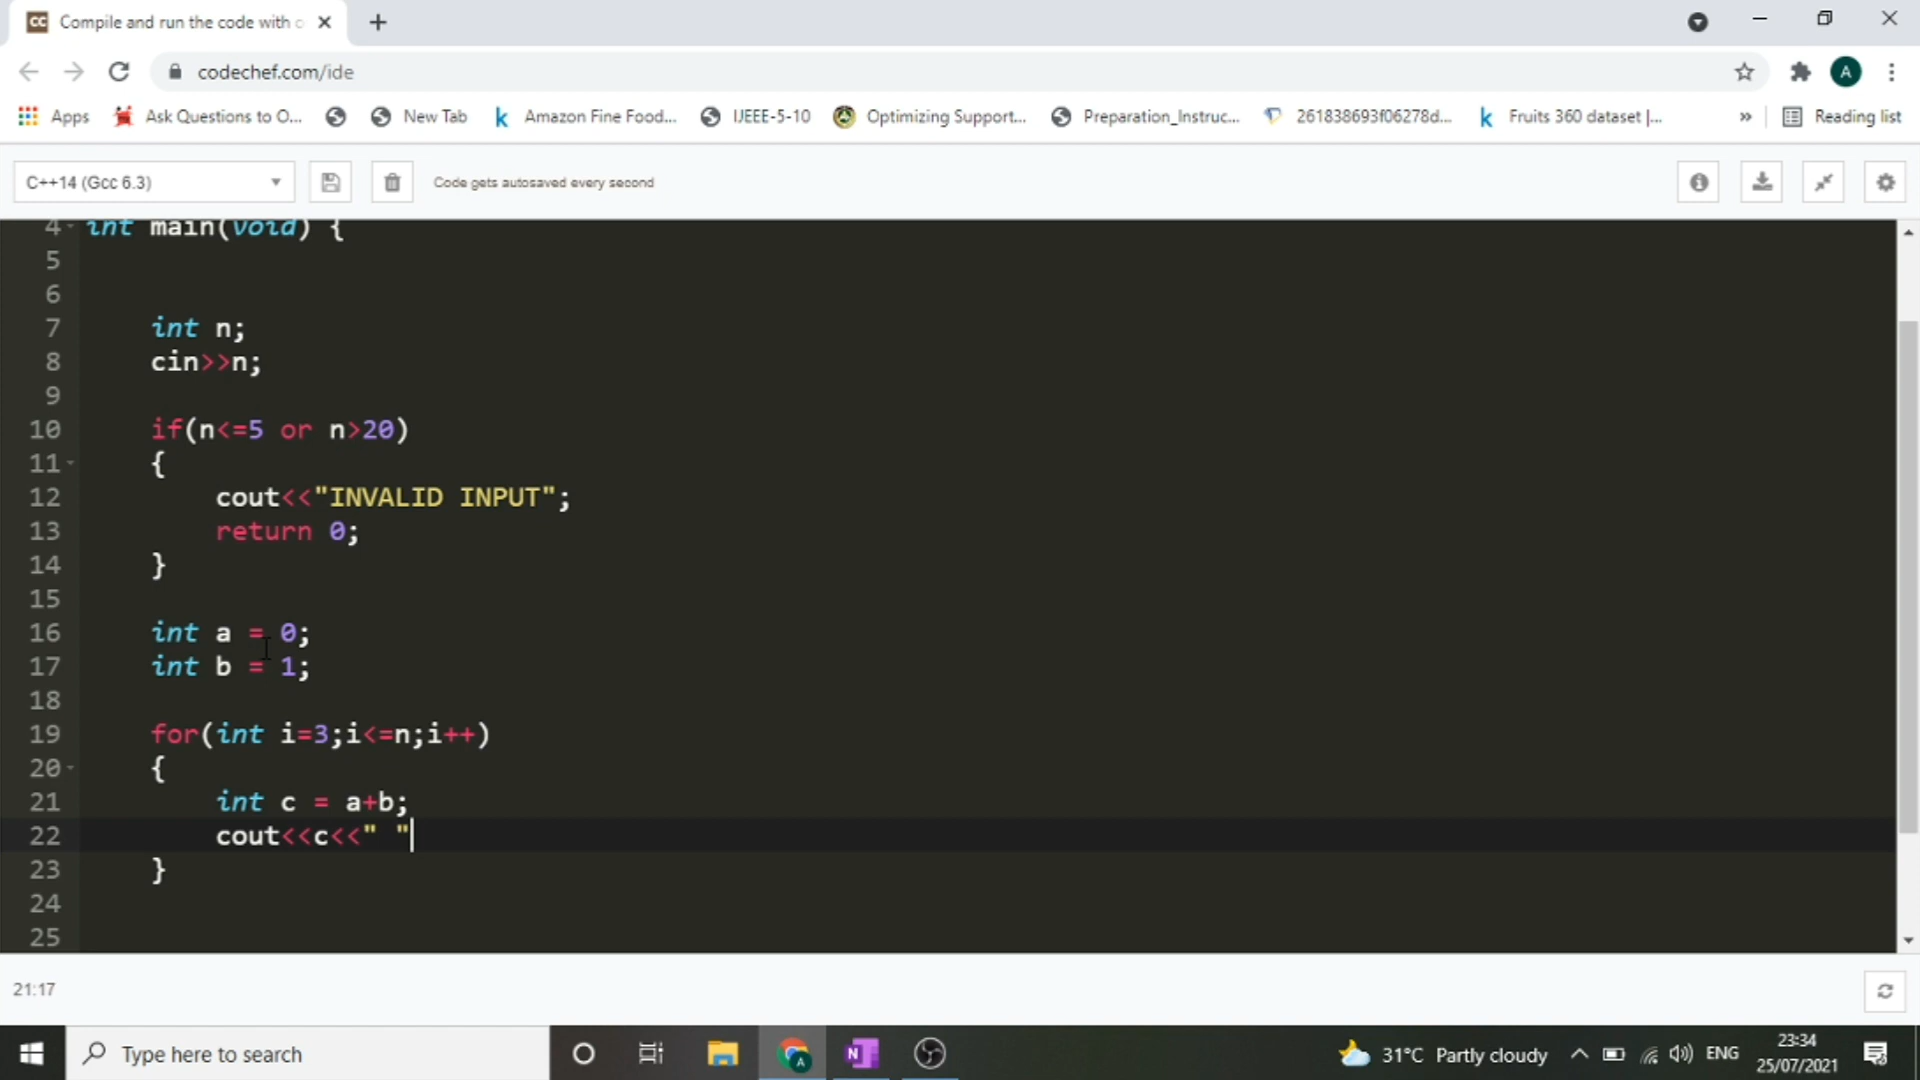 Compile and run the code with c
codechef.com/ide
A
Apps
Ask Questions to O...
New Tab
Amazon Fine Food...
IJEEE-5-10
Optimizing Support...
Preparation_Instruc...
261838693f06278d...
Fruits 360 dataset |...
»
Reading list
C++14 (Gcc 6.3)
Code gets autosaved every second
4 int main(void) {
5
6
7 int n;
8 cin>>n;
9
10 if(n<=5 or n>20)
11 {
12 cout<<"INVALID INPUT";
13 return 0;
14 }
15
16 int a = 0;
17 int b = 1;
18
19 for(int i=3;i<=n;i++)
20 {
21 int c = a+b;
22 cout<<c<<" "
23 }
24
25
21:17
Type here to search
31°C Partly cloudy
ENG
23:34
25/07/2021